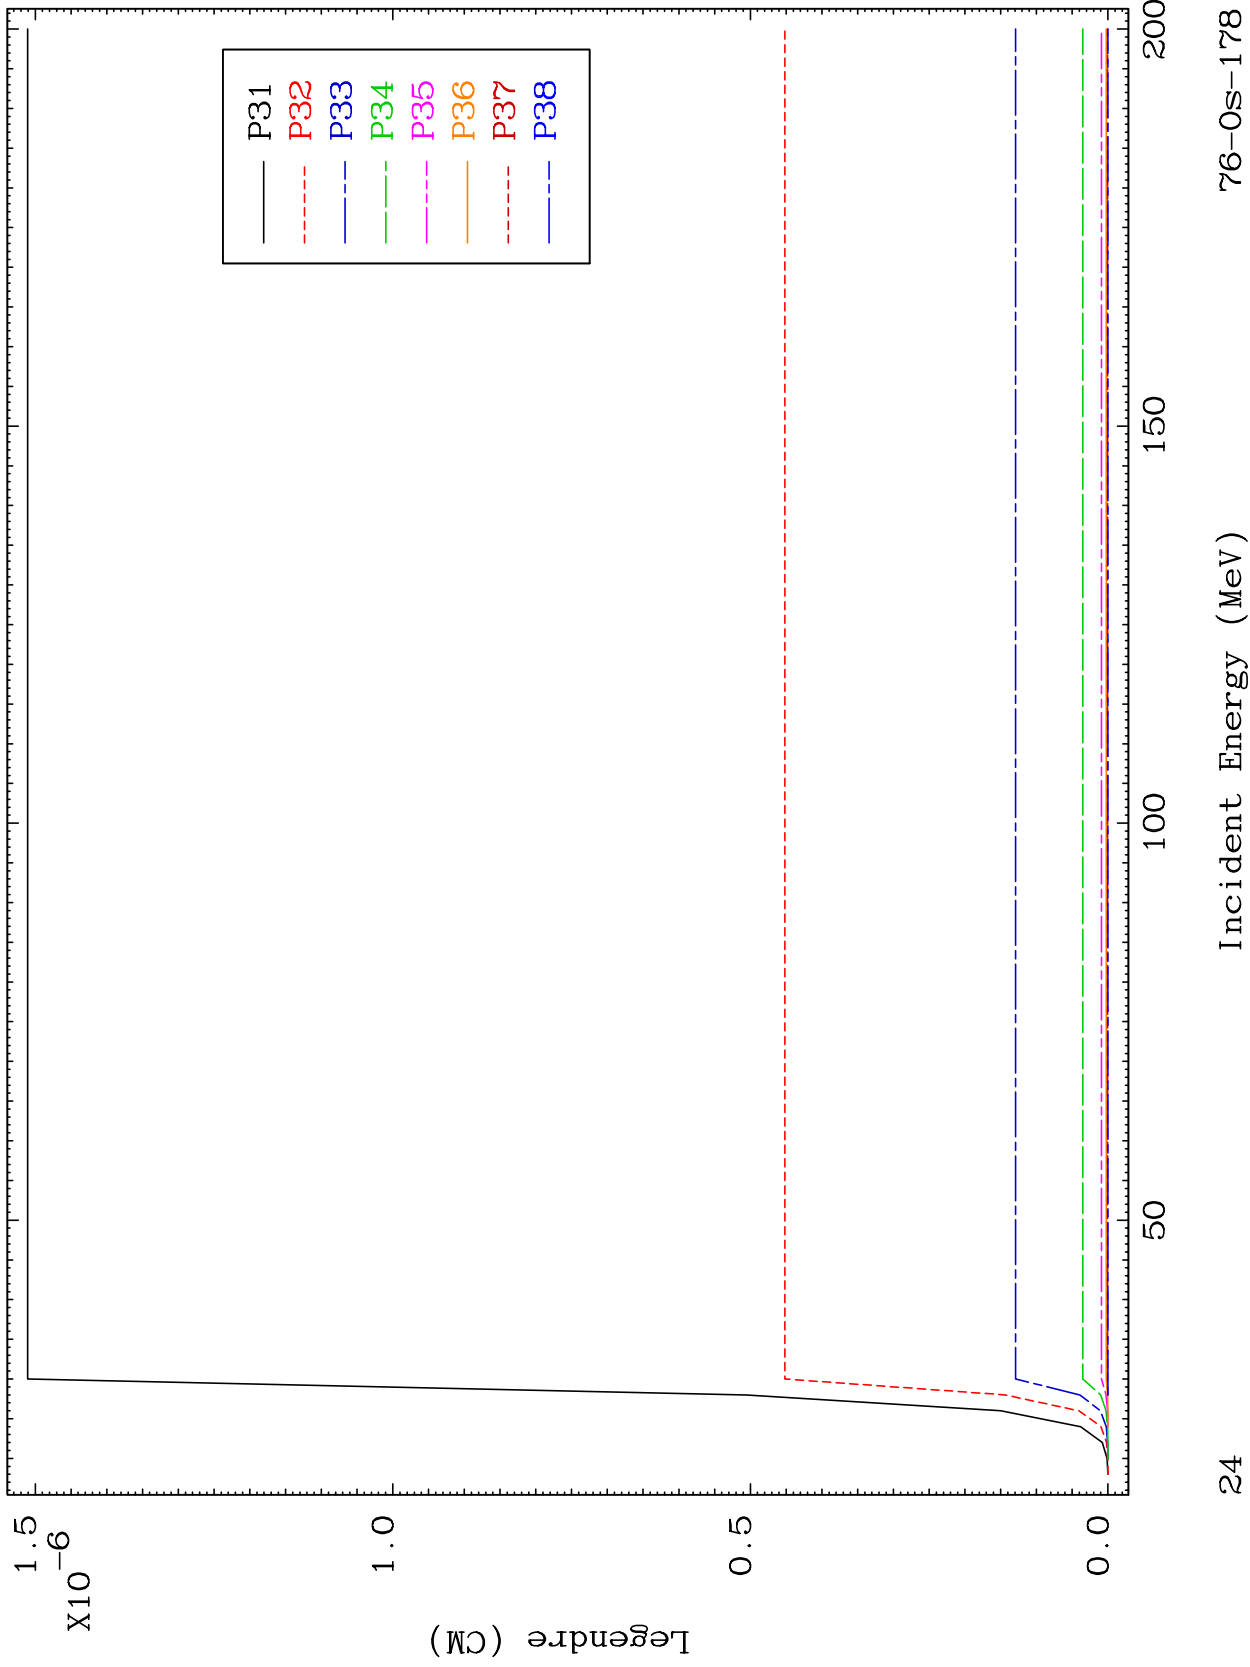 1.5
X10-6
1.0
0.5
0.0
Legendre (CM)
P31
P32
P33
P34
P35
P36
P37
P38
50
100
150
200
Incident Energy (MeV)
24
76-Os-178